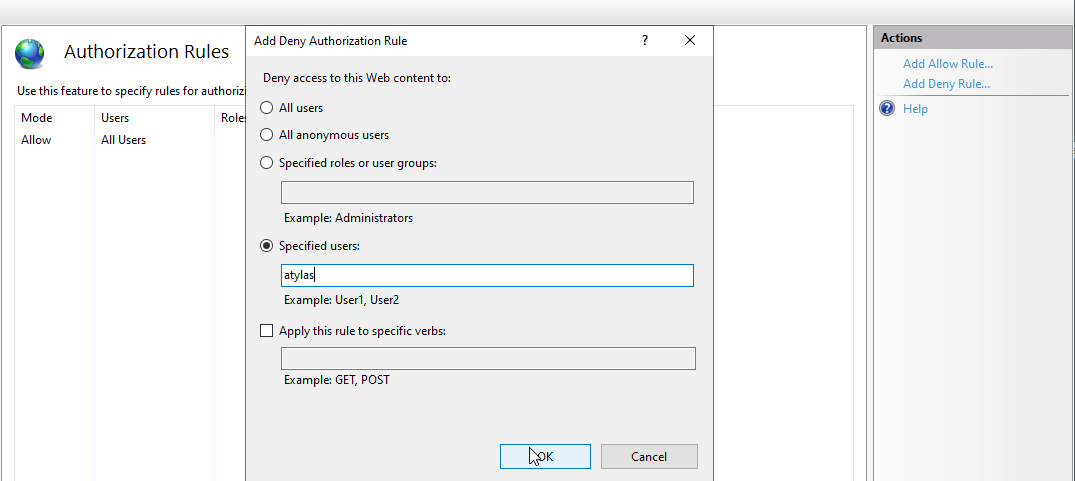 Authorization Rules
Use this feature to specify rules for authorizi
Mode Users Role
Allow All Users
Add Deny Authorization Rule ?
Deny access to this Web content to:
All users
All anonymous users
Specified roles or user groups:
Example: Administrators
Specified users:
atylas
Example: User1, User2
Apply this rule to specific verbs:
Example: GET, POST
OK Cancel
Actions
Add Allow Rule...
Add Deny Rule...
? Help